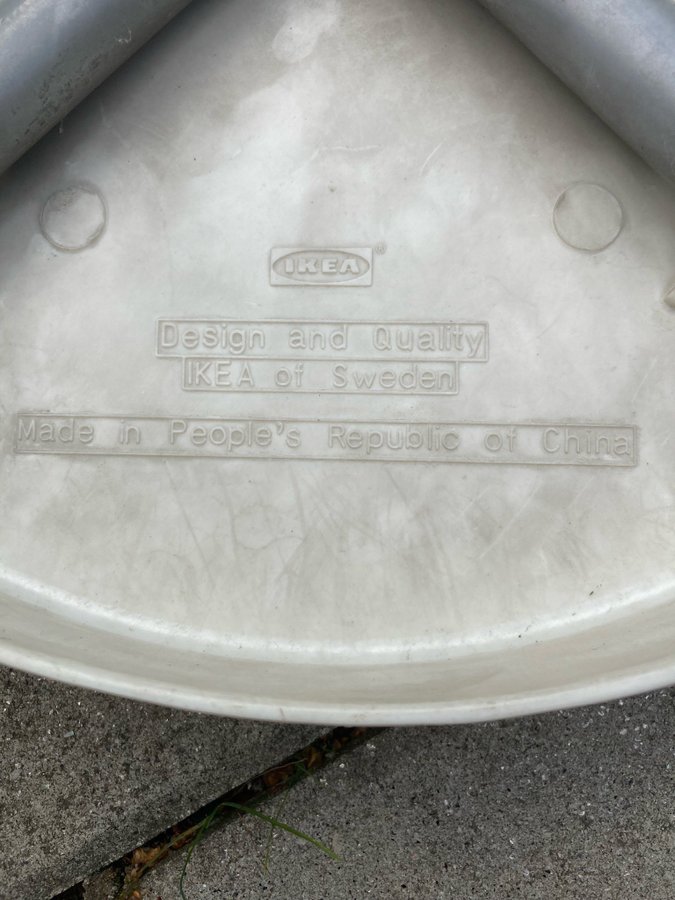 IKEA®
Design and Quality
IKEA of Sweden
Made in People's Republic of China